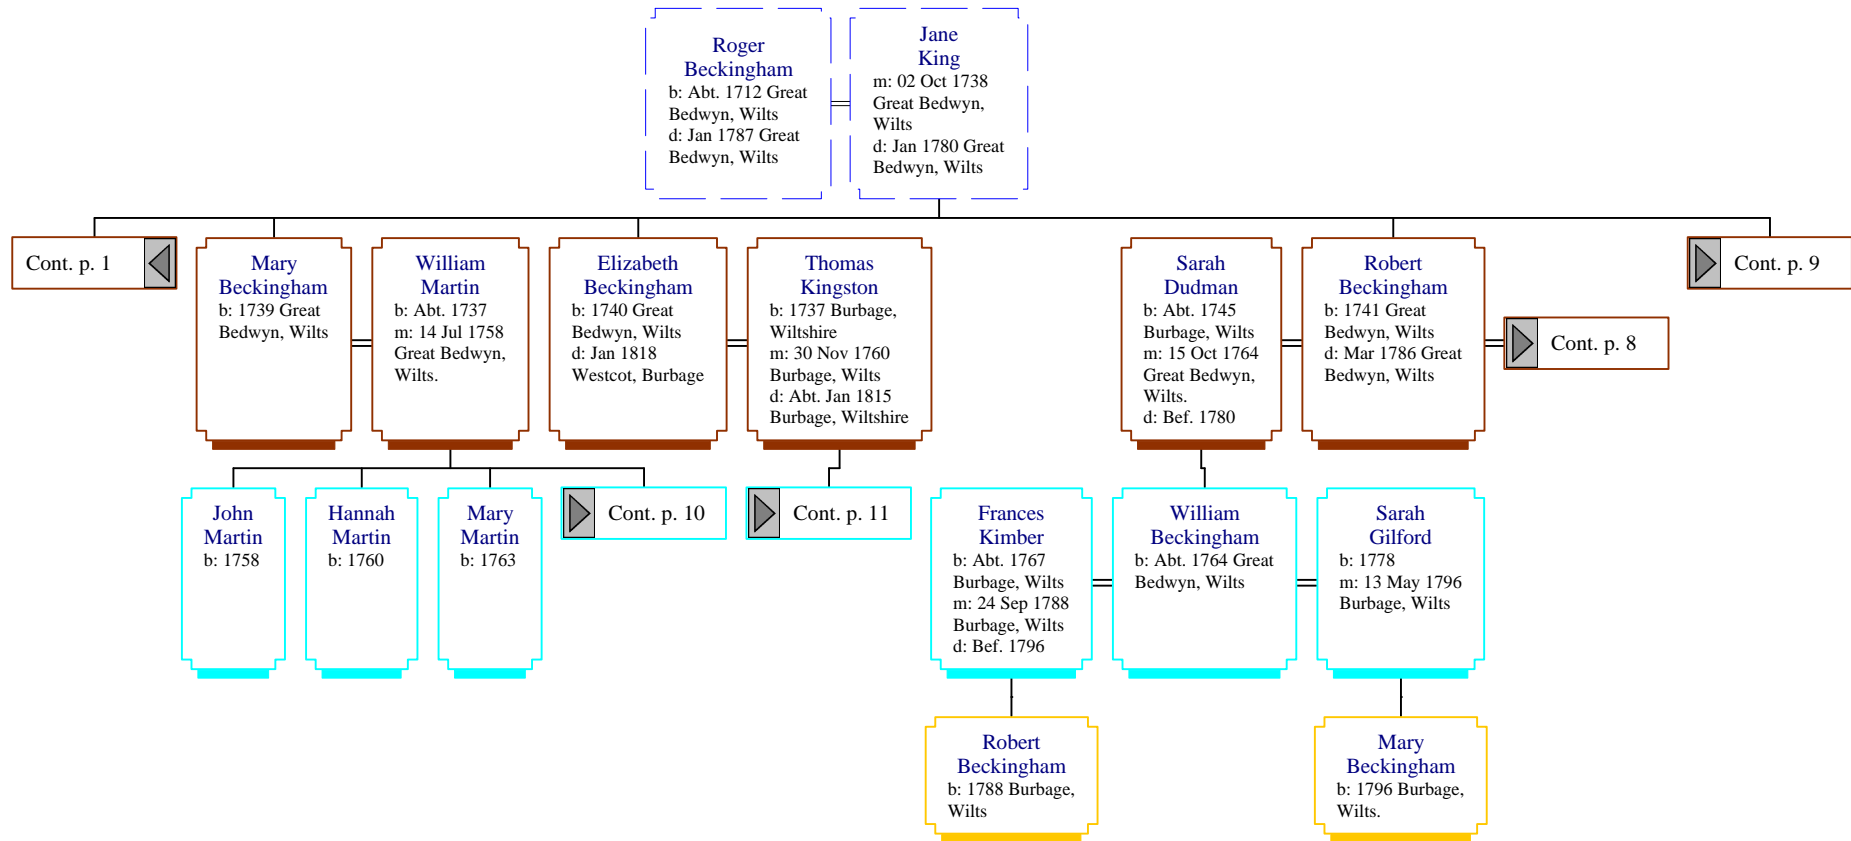 Roger
Beckingham
b: Abt. 1712 Great
Bedwyn, Wilts
d: Jan 1787 Great
Bedwyn, Wilts
Jane
King
m: 02 Oct 1738
Great Bedwyn,
Wilts
d: Jan 1780 Great
Bedwyn, Wilts
Cont. p. 1
Mary
Beckingham
b: 1739 Great
Bedwyn, Wilts
William
Martin
b: Abt. 1737
m: 14 Jul 1758
Great Bedwyn,
Wilts.
Elizabeth
Beckingham
b: 1740 Great
Bedwyn, Wilts
d: Jan 1818
Westcot, Burbage
Thomas
Kingston
b: 1737 Burbage,
Wiltshire
m: 30 Nov 1760
Burbage, Wilts
d: Abt. Jan 1815
Burbage, Wiltshire
Sarah
Dudman
b: Abt. 1745
Burbage, Wilts
m: 15 Oct 1764
Great Bedwyn,
Wilts.
d: Bef. 1780
Robert
Beckingham
b: 1741 Great
Bedwyn, Wilts
d: Mar 1786 Great
Bedwyn, Wilts
Cont. p. 8
Cont. p. 9
John
Martin
b: 1758
Hannah
Martin
b: 1760
Mary
Martin
b: 1763
Cont. p. 10
Cont. p. 11
Frances
Kimber
b: Abt. 1767
Burbage, Wilts
m: 24 Sep 1788
Burbage, Wilts
d: Bef. 1796
William
Beckingham
b: Abt. 1764 Great
Bedwyn, Wilts
Sarah
Gilford
b: 1778
m: 13 May 1796
Burbage, Wilts
Robert
Beckingham
b: 1788 Burbage,
Wilts
Mary
Beckingham
b: 1796 Burbage,
Wilts.